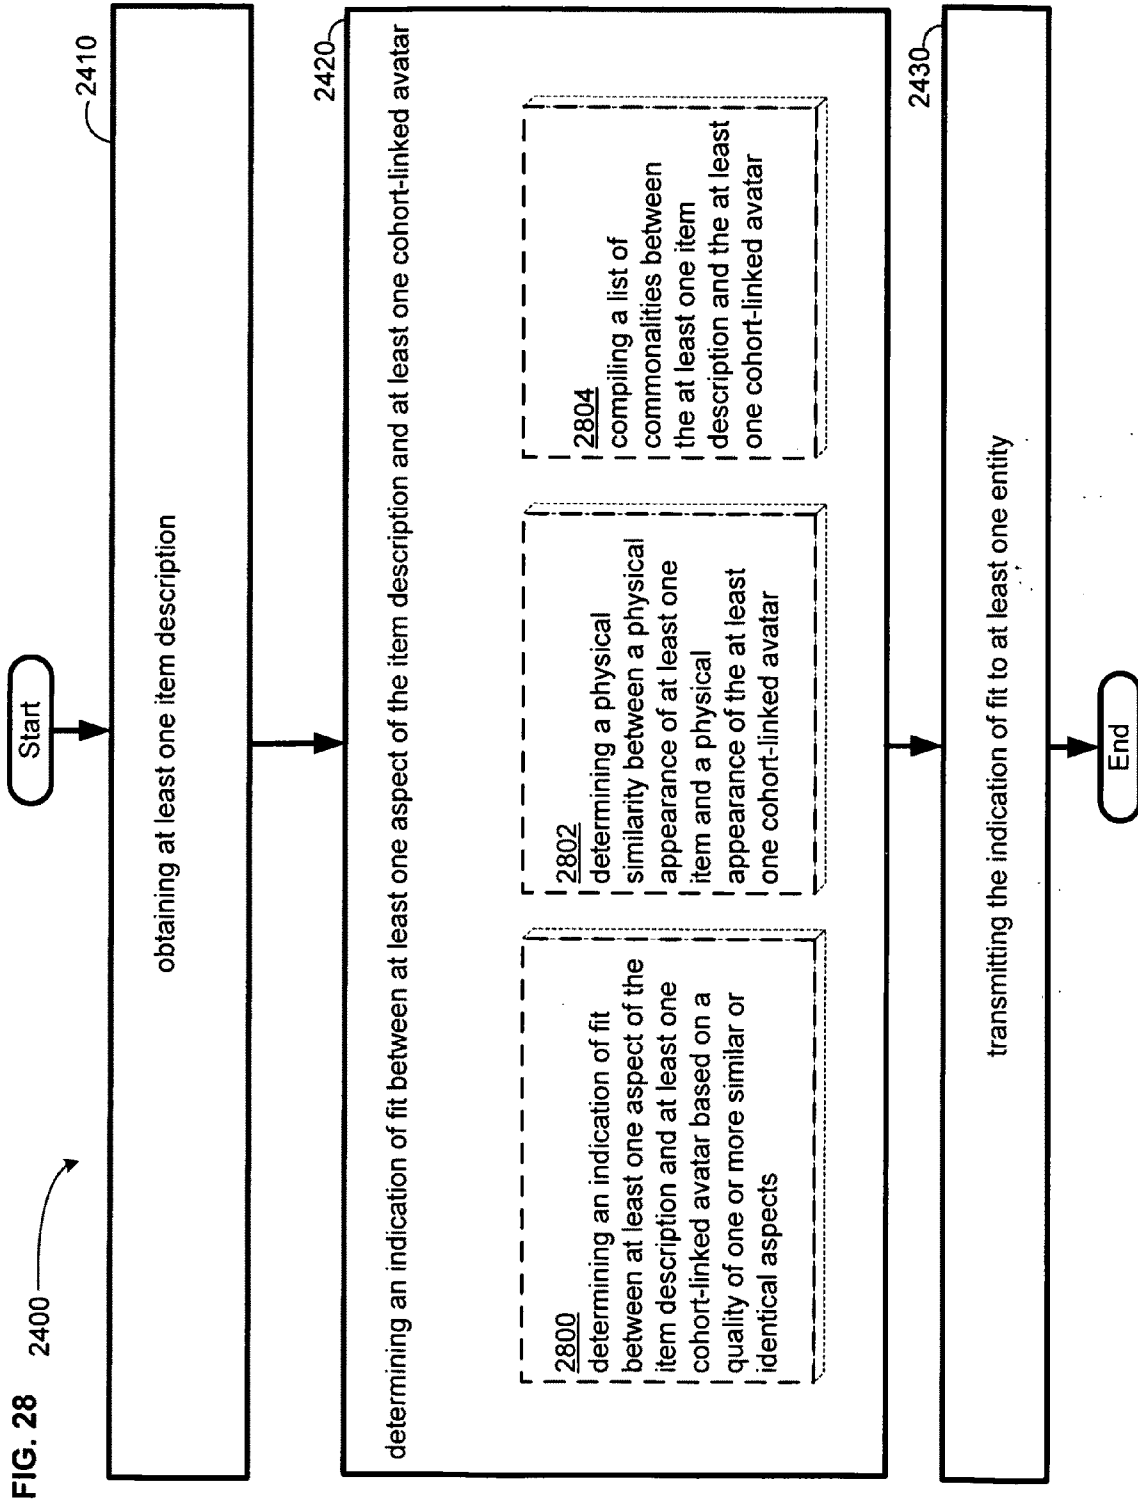 FIG. 28
2400
Start
2410
obtaining at least one item description
2420
determining an indication of fit between at least one aspect of the item description and at least one cohort-linked avatar
2800
determining an indication of fit
between at least one aspect of the
item description and at least one
cohort-linked avatar based on a
quality of one or more similar or
identical aspects
2802
determining a physical
similarity between a physical
appearance of at least one
item and a physical
appearance of the at least
one cohort-linked avatar
2804
compiling a list of
commonalities between
the at least one item
description and the at least
one cohort-linked avatar
2430
transmitting the indication of fit to at least one entity
End